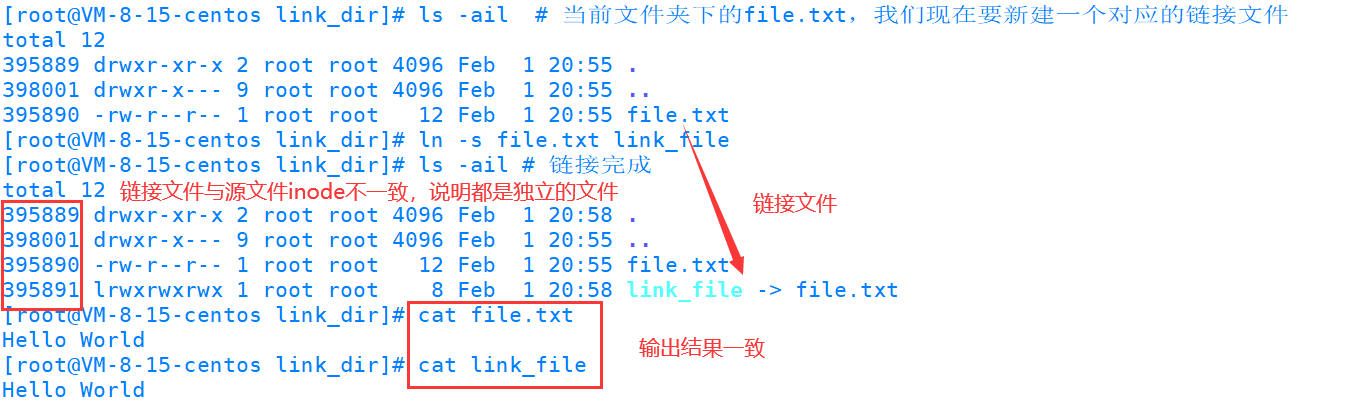 [root@VM-8-15-centos link_dir]# ls -ail  # 当前文件夹下的file.txt，我们现在要新建一个对应的链接文件
total 12
395889 drwxr-xr-x 2 root root 4096 Feb  1 20:55 .
398001 drwxr-x--- 9 root root 4096 Feb  1 20:55 ..
395890 -rw-r--r-- 1 root root   12 Feb  1 20:55 file.txt
[root@VM-8-15-centos link_dir]# ln -s file.txt link_file
[root@VM-8-15-centos link_dir]# ls -ail # 链接完成
total 12 链接文件与源文件inode不一致，说明都是独立的文件
链接文件
395889 drwxr-xr-x 2 root root 4096 Feb  1 20:58 .
398001 drwxr-x--- 9 root root 4096 Feb  1 20:55 ..
395890 -rw-r--r-- 1 root root   12 Feb  1 20:55 file.txt
395891 lrwxrwxrwx 1 root root    8 Feb  1 20:58 link_file -> file.txt
[root@VM-8-15-centos link_dir]# cat file.txt
Hello World
输出结果一致
[root@VM-8-15-centos link_dir]# cat link_file
Hello World